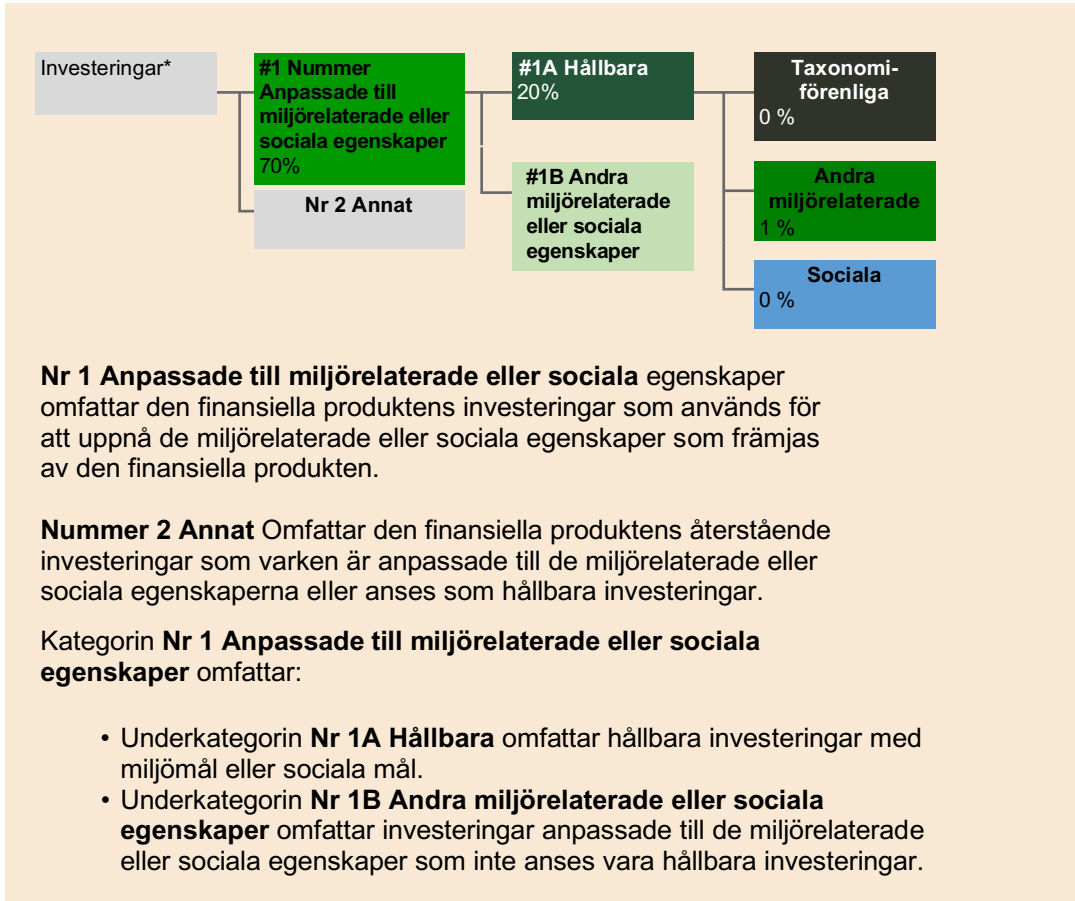 Investeringar*
#1 Nummer
Anpassade till
miljörelaterade eller
sociala egenskaper
70%
Nr 2 Annat
#1A Hållbara
20%
#1B Andra
miljörelaterade
eller sociala
egenskaper
Taxonomi-
förenliga
0 %
Andra
miljörelaterade
1 %
Sociala
0 %
Nr 1 Anpassade till miljörelaterade eller sociala egenskaper
omfattar den finansiella produktens investeringar som används för
att uppnå de miljörelaterade eller sociala egenskaper som främjas
av den finansiella produkten.
Nummer 2 Annat Omfattar den finansiella produktens återstående
investeringar som varken är anpassade till de miljörelaterade eller
sociala egenskaperna eller anses som hållbara investeringar.
Kategorin Nr 1 Anpassade till miljörelaterade eller sociala
egenskaper omfattar:
• Underkategorin Nr 1A Hållbara omfattar hållbara investeringar med
miljömål eller sociala mål.
• Underkategorin Nr 1B Andra miljörelaterade eller sociala
egenskaper omfattar investeringar anpassade till de miljörelaterade
eller sociala egenskaper som inte anses vara hållbara investeringar.